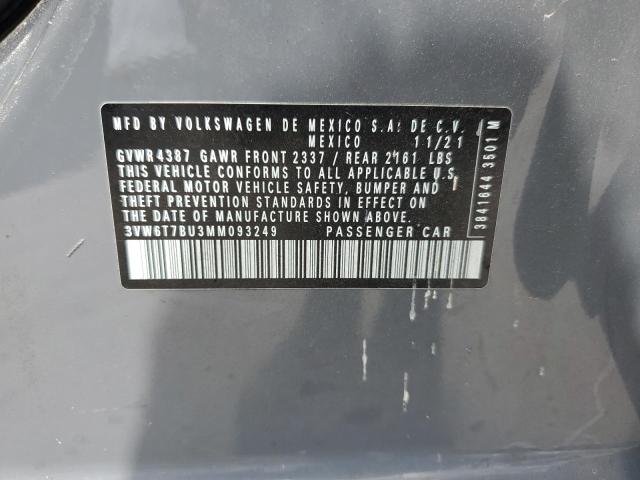 MFD BY VOLKSWAGEN DE MEXICO S.A. DE C.V.
MEXICO 11/21
GVWR 4387 GAWR FRONT 2337 / REAR 2161 LBS
THIS VEHICLE CONFORMS TO ALL APPLICABLE U.S.
FEDERAL MOTOR VEHICLE SAFETY, BUMPER AND
THEFT PREVENTION STANDARDS IN EFFECT ON
THE DATE OF MANUFACTURE SHOWN ABOVE
3VW6T7BU3MM093249 PASSENGER CAR
3841644 3501 M